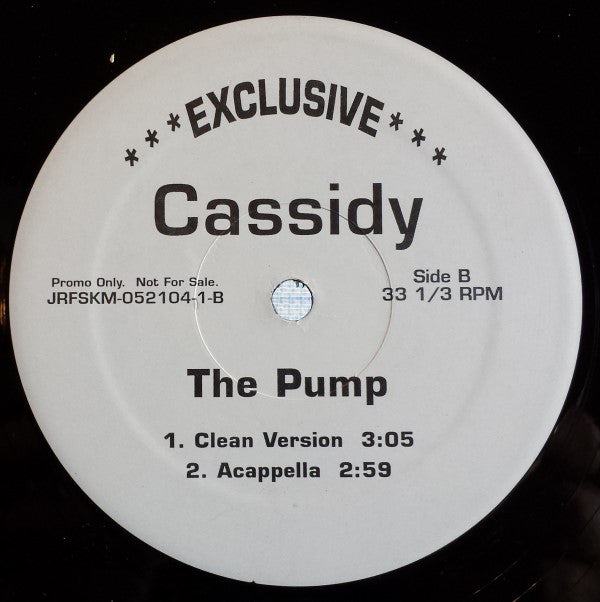 ***EXCLUSIVE***
Cassidy
Promo Only. Not For Sale.
JRFSKM-052104-1-B
Side B
33 1/3 RPM
The Pump
1. Clean Version 3:05
2. Acappella 2:59